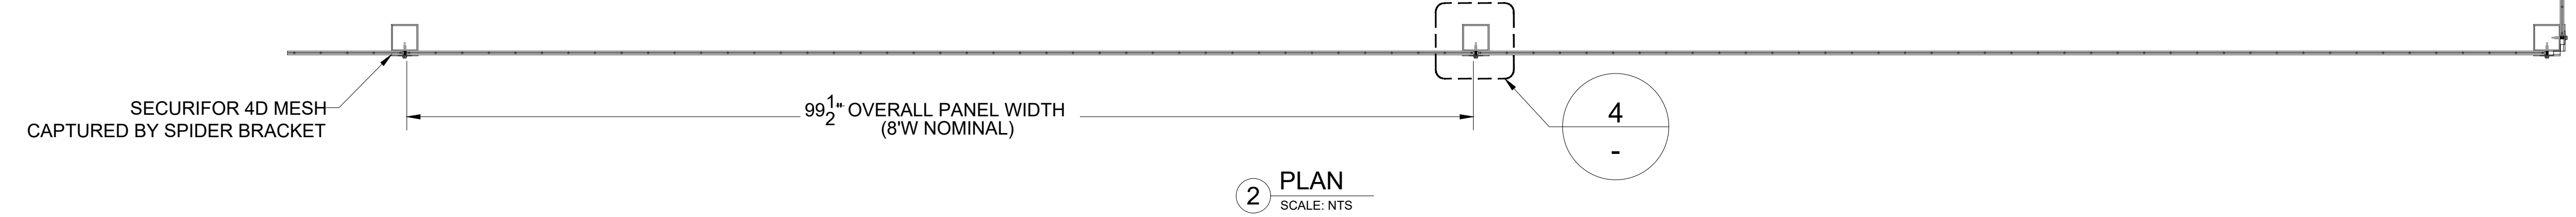 SECURIFOR 4D MESH
CAPTURED BY SPIDER BRACKET
99 1/2" OVERALL PANEL WIDTH
(8'W NOMINAL)
4
-
2 PLAN
SCALE: NTS